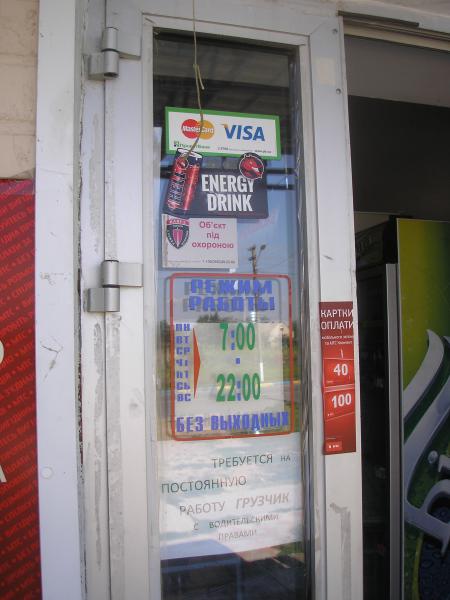 MasterCard VISA
ПриватБанк
ENERGY
DRINK
Об'єкт
під
охороною
РЕЖИМ
РАБОТЫ
ПН
ВТ
СР
ЧТ
ПТ
СБ
ВС
7:00
-
22:00
БЕЗ ВЫХОДНЫХ
КАРТКИ
ОПЛАТИ
40
100
ТРЕБУЕТСЯ НА
ПОСТОЯННУЮ
РАБОТУ ГРУЗЧИК
С ВОДИТЕЛЬСКИМИ
ПРАВАМИ